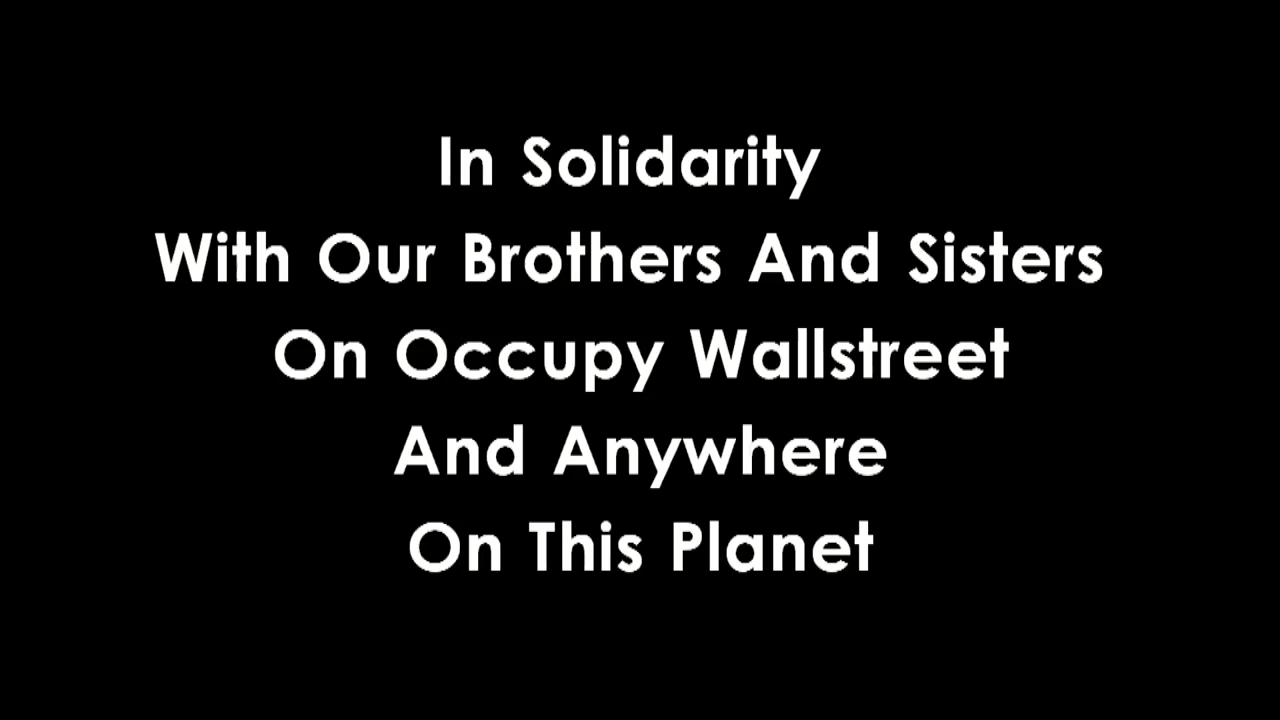 In Solidarity
With Our Brothers And Sisters
On Occupy Wallstreet
And Anywhere
On This Planet